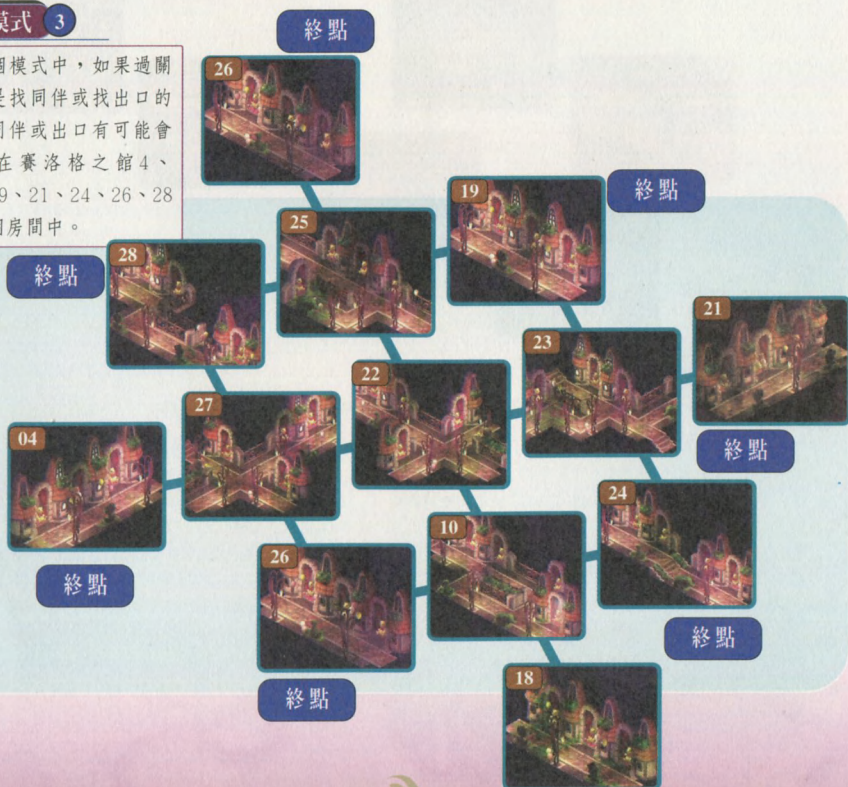 模式 3
個模式中，如果過關
是找同伴或找出口的
同伴或出口有可能會
在賽洛格之館4、
9、21、24、26、28
房間中。
終點
26
19
終點
25
28
終點
21
23
22
27
04
終點
24
10
26
終點
終點
終點
18